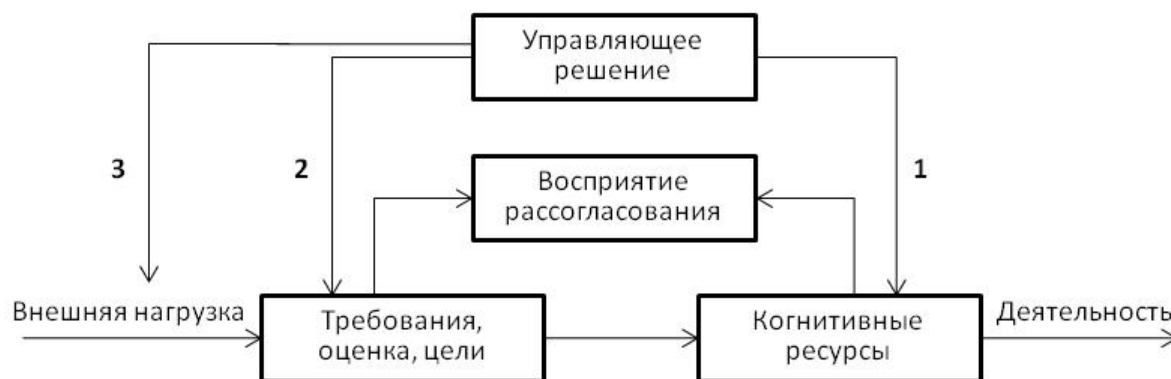 Управляющее
решение
3
2
1
Восприятие
рассогласования
Внешняя нагрузка
Требования,
оценка, цели
Когнитивные
ресурсы
Деятельность